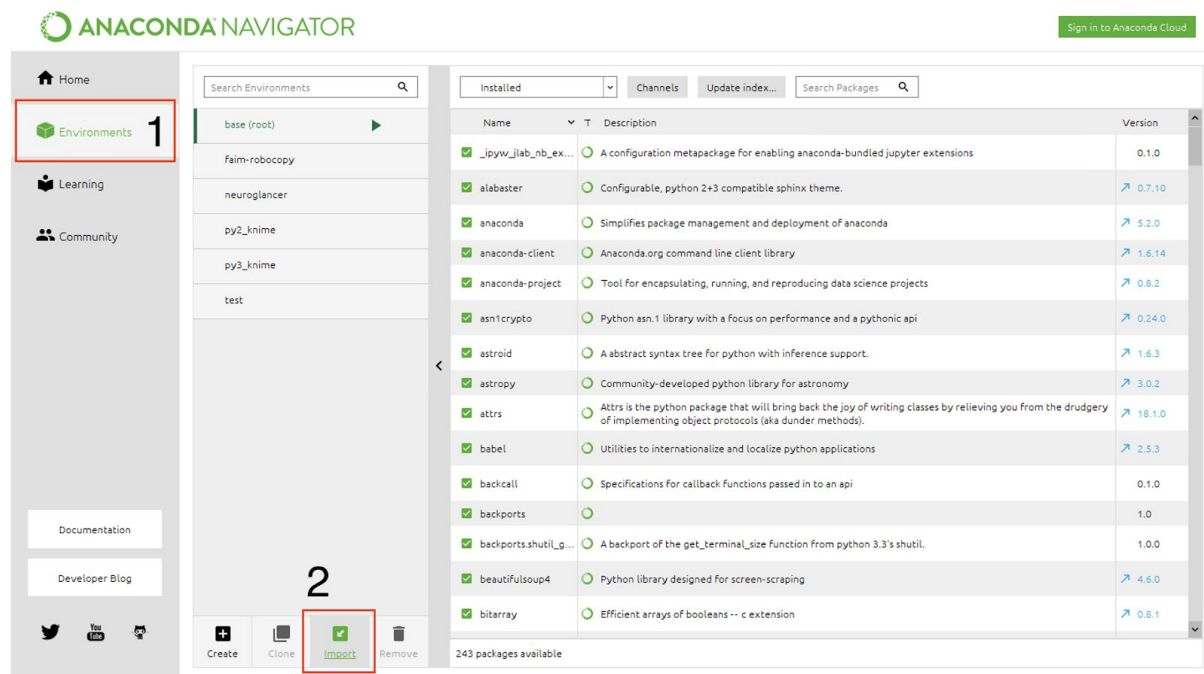 ANACONDA NAVIGATOR
Sign in to Anaconda Cloud
Home
Environments
1
Learning
Community
Documentation
Developer Blog
You
Tube
Search Environments
base (root)
faim-robocopy
neuroglancer
py2_knime
py3_knime
test
2
Create
Clone
Import
Remove
Installed
Channels
Update index...
Search Packages
Name T Description Version
_ipyw_jlab_nb_ex... A configuration metapackage for enabling anaconda-bundled jupyter extensions 0.1.0
alabaster Configurable, python 2+3 compatible sphinx theme. 0.7.10
anaconda Simplifies package management and deployment of anaconda 5.2.0
anaconda-client Anaconda.org command line client library 1.6.14
anaconda-project Tool for encapsulating, running, and reproducing data science projects 0.8.2
asn1crypto Python asn.1 library with a focus on performance and a pythonic api 0.24.0
astroid A abstract syntax tree for python with inference support. 1.6.3
astropy Community-developed python library for astronomy 3.0.2
attrs Attrs is the python package that will bring back the joy of writing classes by relieving you from the drudgery 18.1.0
of implementing object protocols (aka dunder methods).
babel Utilities to internationalize and localize python applications 2.5.3
backcall Specifications for callback functions passed in to an api 0.1.0
backports 1.0
backports.shutil_g... A backport of the get_terminal_size function from python 3.3's shutil. 1.0.0
beautifulsoup4 Python library designed for screen-scraping 4.6.0
bitarray Efficient arrays of booleans -- c extension 0.8.1
243 packages available